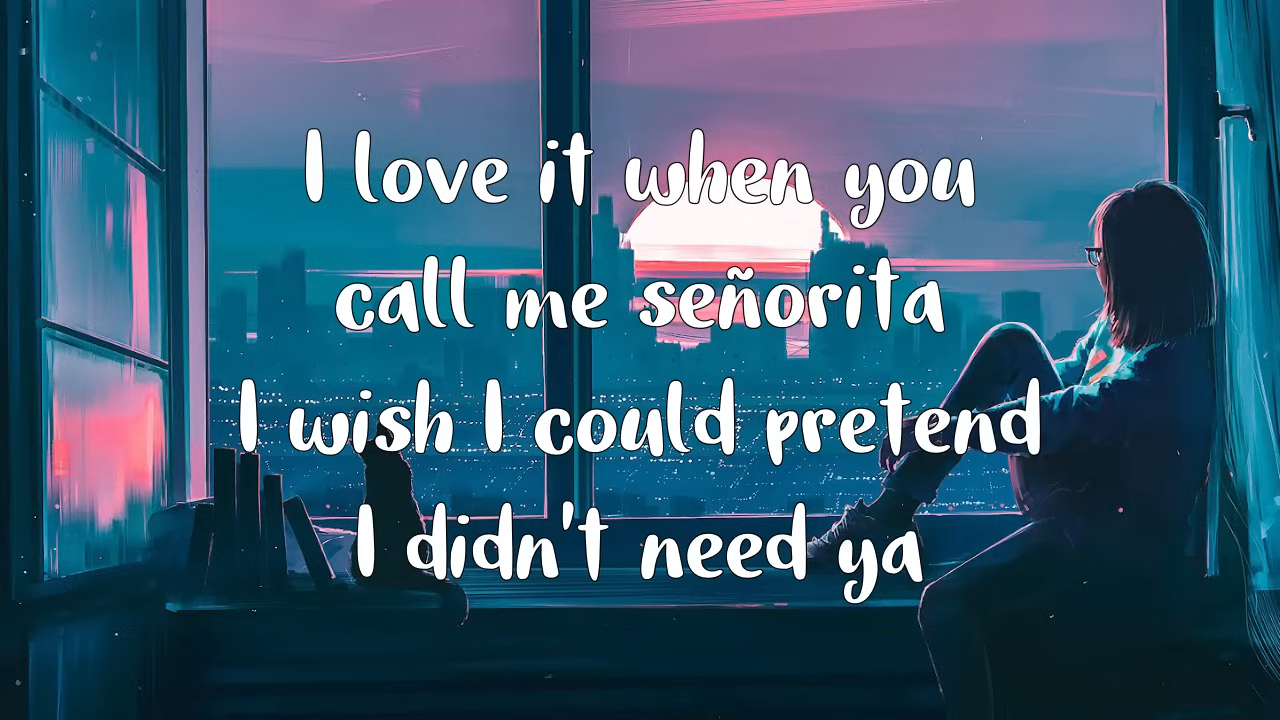 I love it when you
call me señorita
I wish I could pretend
I didn't need ya